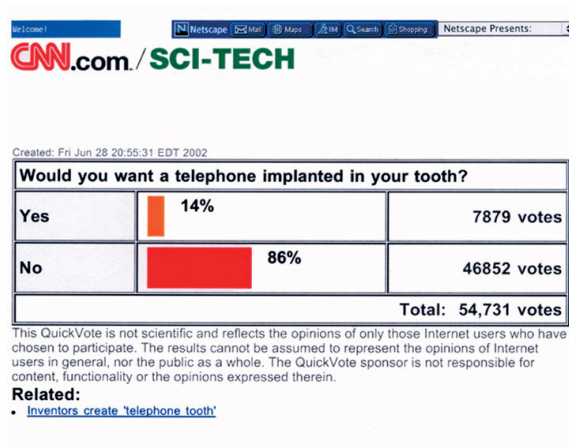 Welcome!
Netscape Mail Maps IM Search Shopping Netscape Presents:
CNN.com./SCI-TECH
Created: Fri Jun 28 20:55:31 EDT 2002
Would you want a telephone implanted in your tooth?
Yes 14% 7879 votes
No 86% 46852 votes
Total: 54,731 votes
This QuickVote is not scientific and reflects the opinions of only those Internet users who have
chosen to participate. The results cannot be assumed to represent the opinions of Internet
users in general, nor the public as a whole. The QuickVote sponsor is not responsible for
content, functionality or the opinions expressed therein.
Related:
• Inventors create 'telephone tooth'